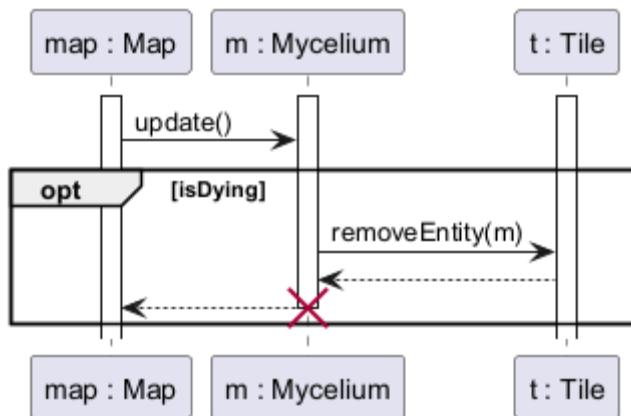 map : Map
m : Mycelium
t : Tile
update()
opt
[isDying]
removeEntity(m)
map : Map
m : Mycelium
t : Tile